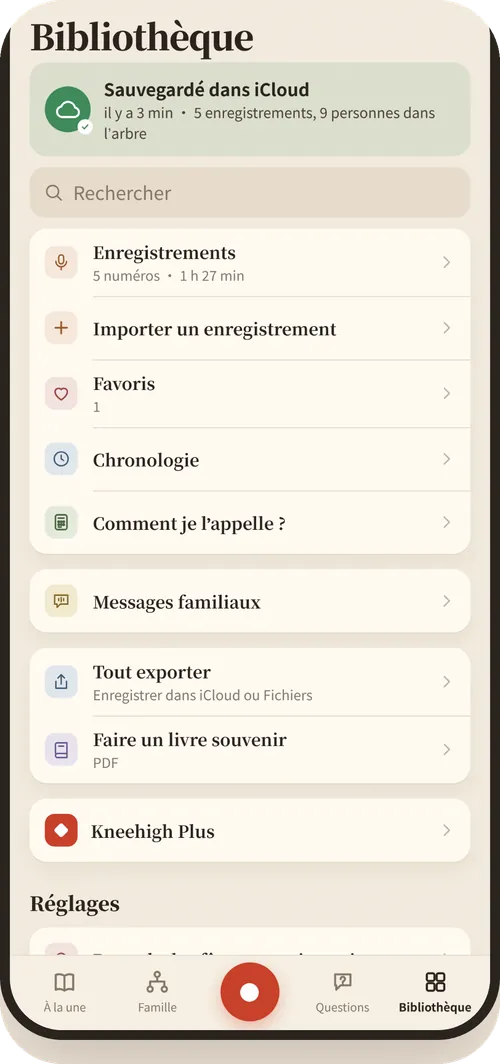 Bibliothèque
Sauvegardé dans iCloud
il y a 3 min • 5 enregistrements, 9 personnes dans
l'arbre
Rechercher
Enregistrements
5 numéros • 1 h 27 min
Importer un enregistrement
Favoris
1
Chronologie
Comment je l’appelle ?
Messages familiaux
Tout exporter
Enregistrer dans iCloud ou Fichiers
Faire un livre souvenir
PDF
Kneehigh Plus
Réglages
À la une
Famille
Questions
Bibliothèque